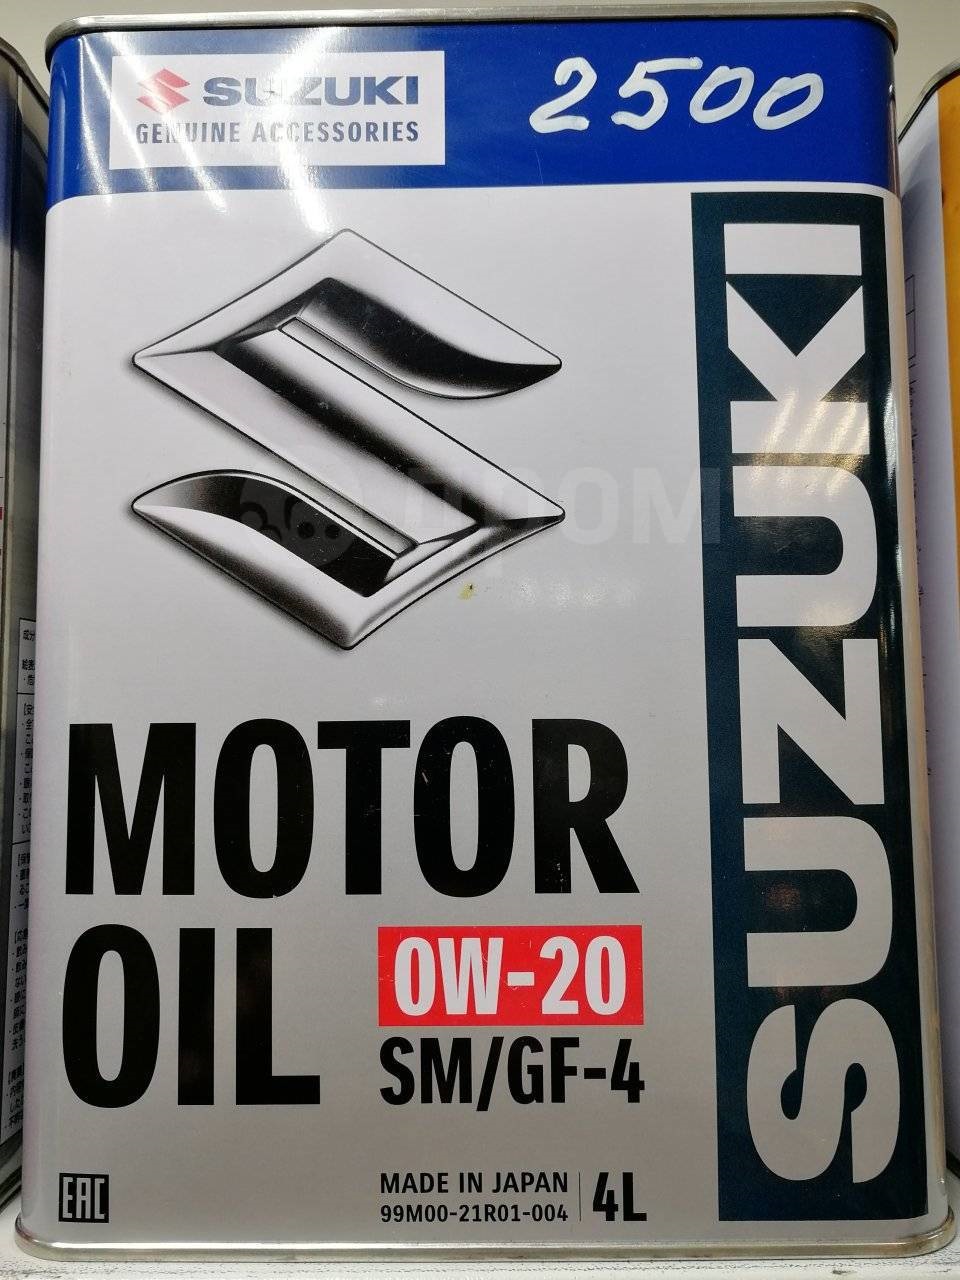 SUZUKI
GENUINE ACCESSORIES
2500
SUZUKI
Дром
MOTOR
OIL
0W-20
SM/GF-4
EAC
MADE IN JAPAN
99M00-21R01-004
4L